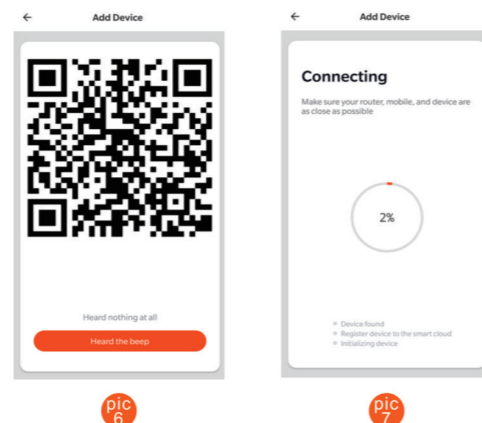 Add Device
Heard nothing at all
Heard the beep
pic
6
Add Device
Connecting
Make sure your router, mobile, and device are
as close as possible
2%
Device found
Register device to the smart cloud
Initializing device
pic
7